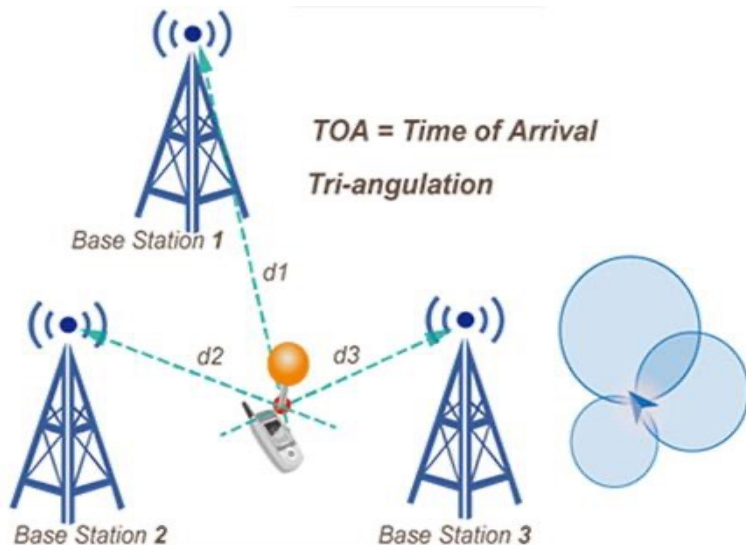 TOA = Time of Arrival
Tri-angulation
Base Station 1
d1
d2
d3
Base Station 2
Base Station 3